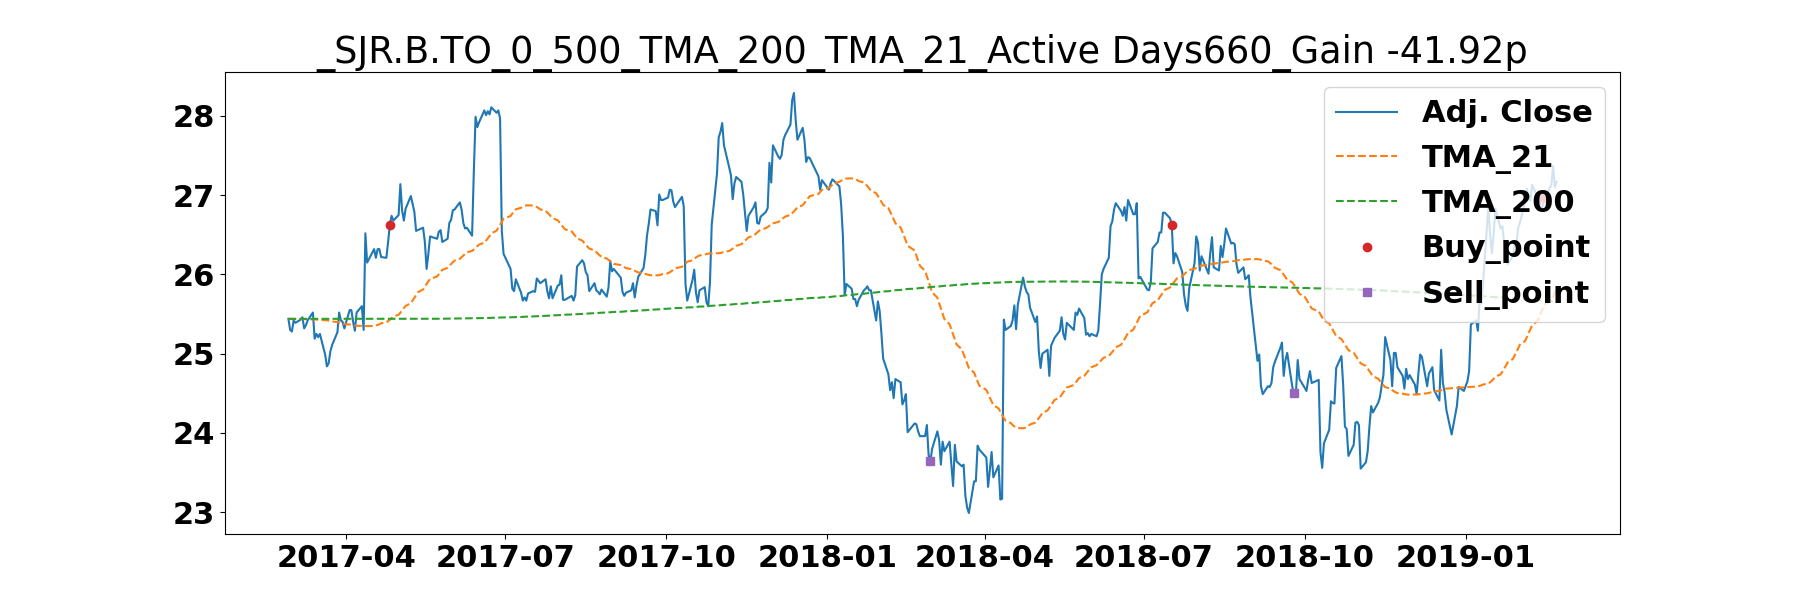 _SJR.B.TO_0_500_TMA_200_TMA_21_Active Days660_Gain -41.92p
28
27
26
25
24
23
Adj. Close
TMA_21
TMA_200
Buy_point
Sell_point
2017-04 2017-07 2017-10 2018-01 2018-04 2018-07 2018-10 2019-01